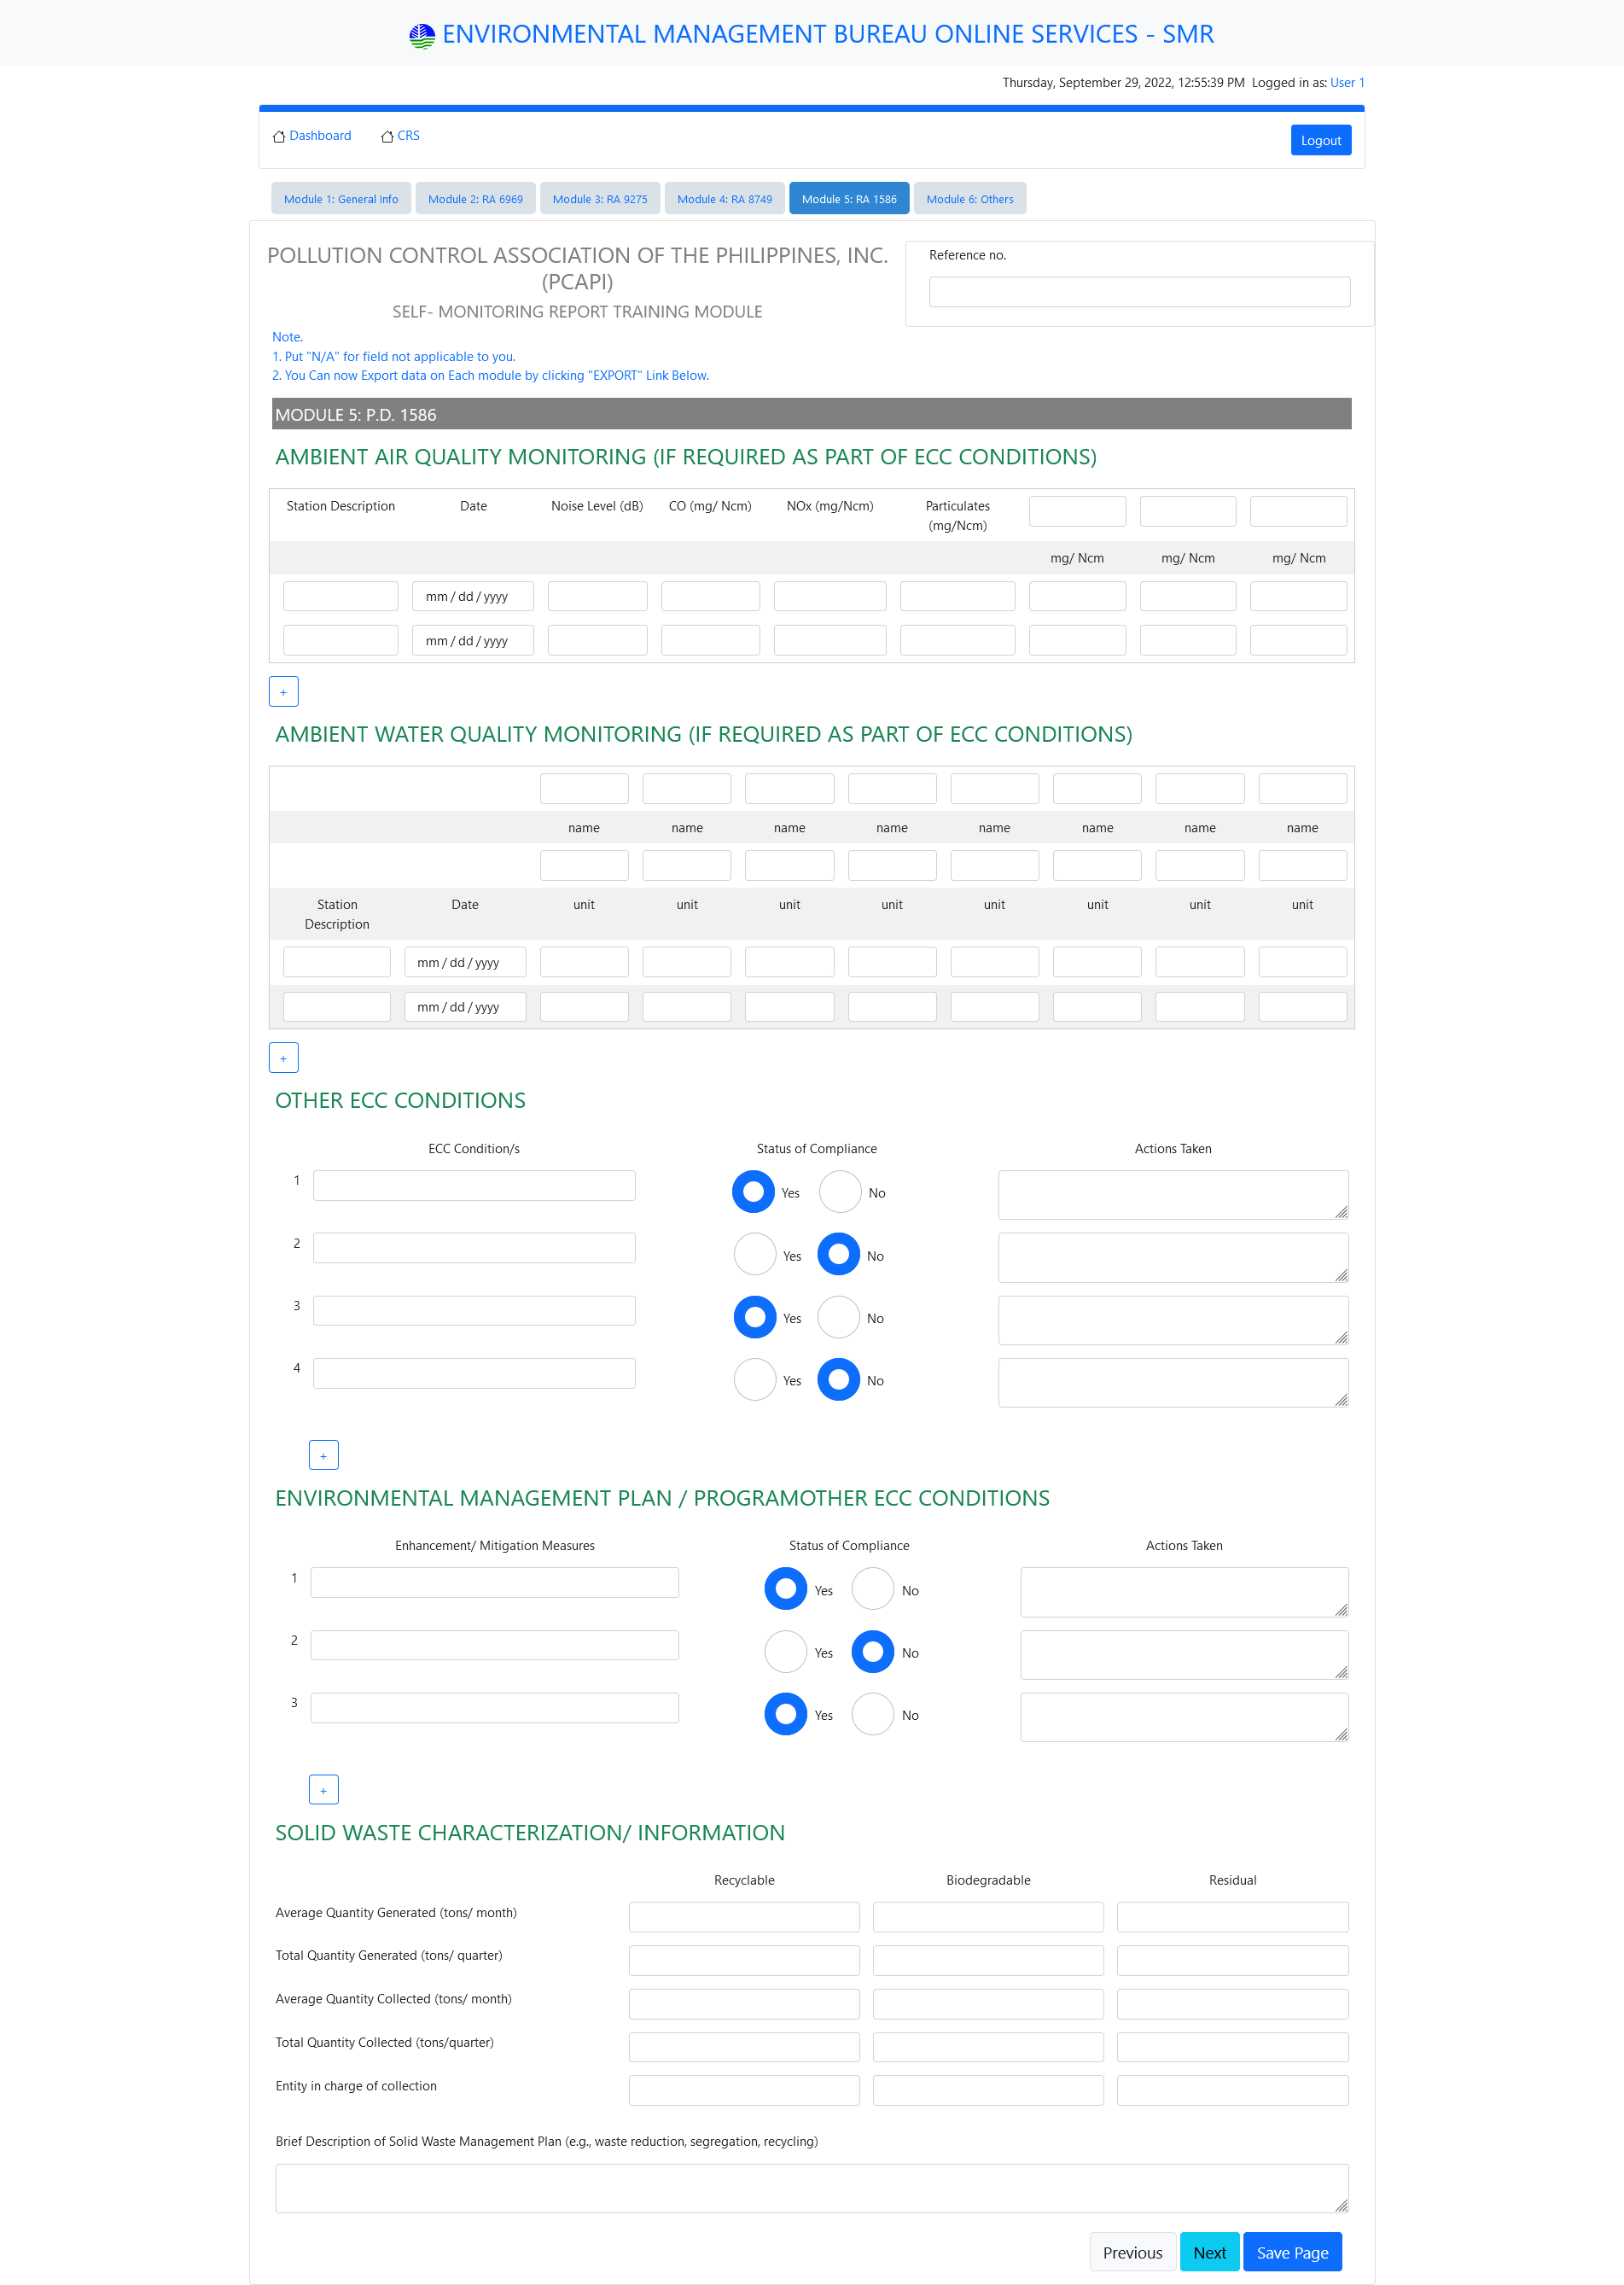 ENVIRONMENTAL MANAGEMENT BUREAU ONLINE SERVICES - SMR
Thursday, September 29, 2022, 12:55:39 PM Logged in as: User 1
Dashboard CRS Logout
Module 1: General Info Module 2: RA 6969 Module 3: RA 9275 Module 4: RA 8749 Module 5: RA 1586 Module 6: Others
POLLUTION CONTROL ASSOCIATION OF THE PHILIPPINES, INC.
(PCAPI)
SELF- MONITORING REPORT TRAINING MODULE
Reference no.
Note.
1. Put "N/A" for field not applicable to you.
2. You Can now Export data on Each module by clicking "EXPORT" Link Below.
MODULE 5: P.D. 1586
AMBIENT AIR QUALITY MONITORING (IF REQUIRED AS PART OF ECC CONDITIONS)
Station Description Date Noise Level (dB) CO (mg/ Ncm) NOx (mg/Ncm) Particulates
(mg/Ncm)
mg/ Ncm mg/ Ncm mg/ Ncm
mm / dd / yyyy
mm / dd / yyyy
+
AMBIENT WATER QUALITY MONITORING (IF REQUIRED AS PART OF ECC CONDITIONS)
name name name name name name name name
Station Date unit unit unit unit unit unit unit unit
Description
mm / dd / yyyy
mm / dd / yyyy
+
OTHER ECC CONDITIONS
ECC Condition/s Status of Compliance Actions Taken
1 Yes No
2 Yes No
3 Yes No
4 Yes No
+
ENVIRONMENTAL MANAGEMENT PLAN / PROGRAMOTHER ECC CONDITIONS
Enhancement/ Mitigation Measures Status of Compliance Actions Taken
1 Yes No
2 Yes No
3 Yes No
+
SOLID WASTE CHARACTERIZATION/ INFORMATION
Recyclable Biodegradable Residual
Average Quantity Generated (tons/ month)
Total Quantity Generated (tons/ quarter)
Average Quantity Collected (tons/ month)
Total Quantity Collected (tons/quarter)
Entity in charge of collection
Brief Description of Solid Waste Management Plan (e.g., waste reduction, segregation, recycling)
Previous Next Save Page